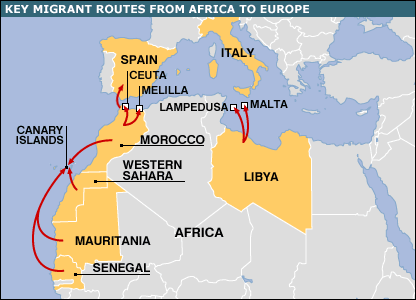 KEY MIGRANT ROUTES FROM AFRICA TO EUROPE
ITALY
SPAIN
CEUTA
MELILLA
LAMPEDUSA
MALTA
CANARY
ISLANDS
MOROCCO
WESTERN
SAHARA
LIBYA
MAURITANIA
AFRICA
SENEGAL